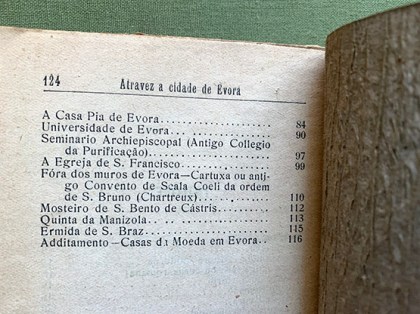 124 Atravez a cidade de Evora
A Casa Pia de Evora........................ 84
Universidade de Evora...................... 90
Seminario Archiepiscopal (Antigo Collegio
da Purificação)........................ 97
A Egreja de S. Francisco................... 99
Fóra dos muros de Evora—Cartuxa ou anti-
go Convento de Scala Coeli da ordem
de S. Bruno (Chartreux)................ 110
Mosteiro de S. Bento de Cástris............ 112
Quinta da Manizola......................... 113
Ermida de S. Braz.......................... 115
Additamento—Casas da Moeda em Evora.. 116